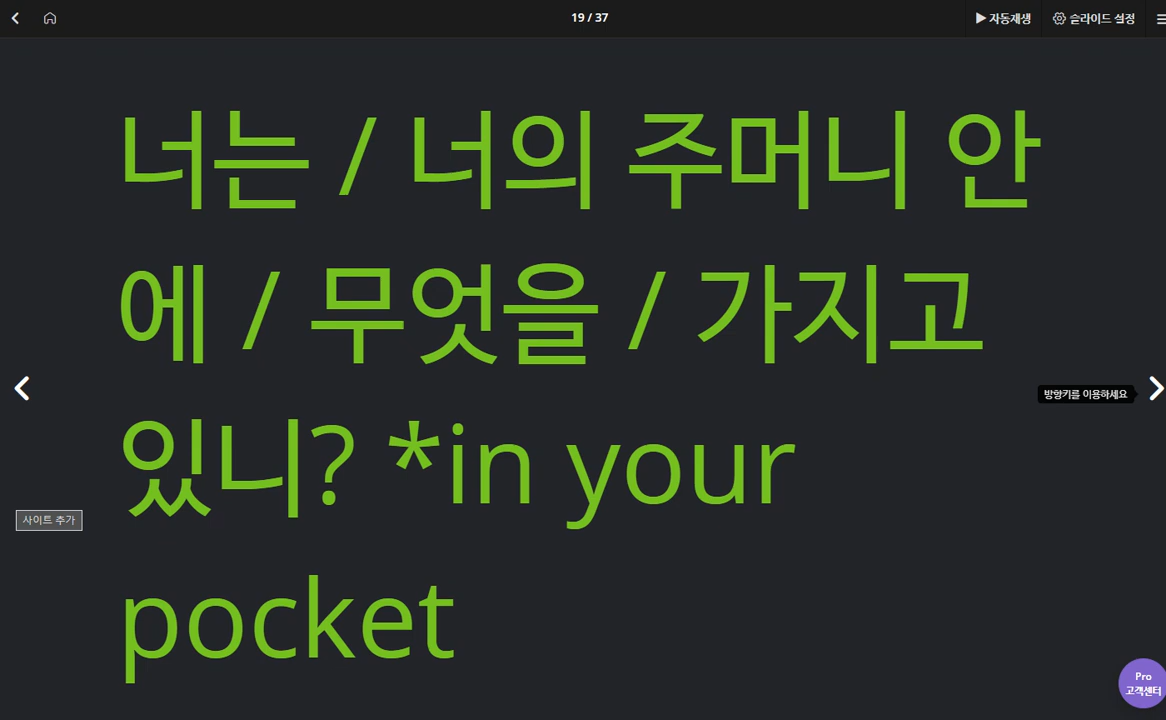 19 / 37
자동재생
슬라이드 설정
너는 / 너의 주머니 안
에 / 무엇을 / 가지고
있니? *in your
pocket
방향키를 이용하세요
사이트 추가
Pro
고객센터